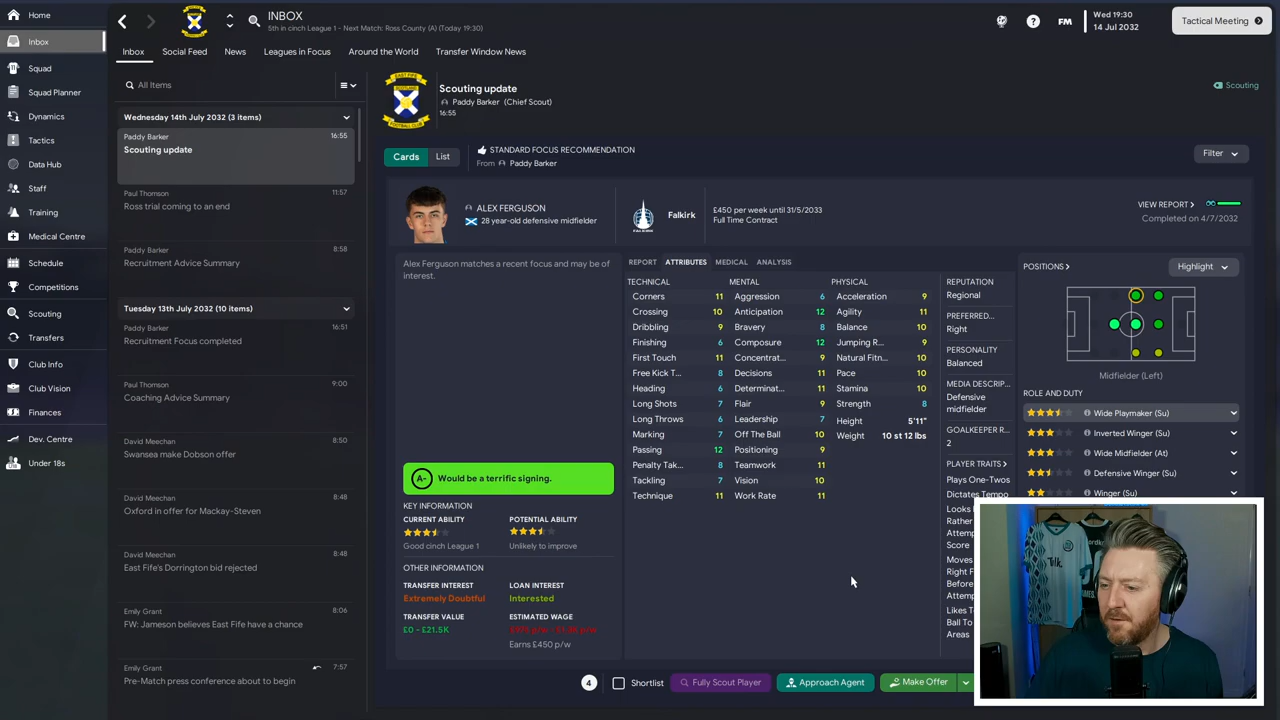 Home
Inbox
Squad
Squad Planner
Dynamics
Tactics
Data Hub
Staff
Training
Medical Centre
Schedule
Competitions
Scouting
Transfers
Club Info
Club Vision
Finances
Dev. Centre
Under 18s
INBOX
5th in cinch League 1 - Next Match: Ross County (A) (Today 19:30)
FM
Wed 19:30
14 Jul 2032
Tactical Meeting
Inbox Social Feed News Leagues in Focus Around the World Transfer Window News
All Items
Wednesday 14th July 2032 (3 items)
Paddy Barker 16:55
Scouting update
Paul Thomson 11:57
Ross trial coming to an end
Paddy Barker 8:58
Recruitment Advice Summary
Tuesday 13th July 2032 (10 items)
Paddy Barker 16:51
Recruitment Focus completed
Paul Thomson 9:00
Coaching Advice Summary
David Meechan 8:50
Swansea make Dobson offer
David Meechan 8:48
Oxford in offer for Mackay-Steven
David Meechan 8:48
East Fife's Dorrington bid rejected
Emily Grant 8:06
FW: Jameson believes East Fife have a chance
Emily Grant 7:57
Pre-Match press conference about to begin
EAST FIFE
SCOTLAND
FOOTBALL CLUB
Scouting update
Paddy Barker (Chief Scout)
16:55
Scouting
Cards List
STANDARD FOCUS RECOMMENDATION
From Paddy Barker
Filter
ALEX FERGUSON
28 year-old defensive midfielder
FALKIRK
Falkirk
£450 per week until 31/5/2033
Full Time Contract
VIEW REPORT >
Completed on 4/7/2032
Alex Ferguson matches a recent focus and may be of
interest.
A- Would be a terrific signing.
KEY INFORMATION
CURRENT ABILITY POTENTIAL ABILITY
Good cinch League 1 Unlikely to improve
OTHER INFORMATION
TRANSFER INTEREST LOAN INTEREST
Extremely Doubtful Interested
TRANSFER VALUE ESTIMATED WAGE
£0 - £21.5K
Earns £450 p/w
REPORT ATTRIBUTES MEDICAL ANALYSIS
TECHNICAL MENTAL PHYSICAL
Corners 11 Aggression 6 Acceleration 9
Crossing 10 Anticipation 12 Agility 11
Dribbling 9 Bravery 8 Balance 10
Finishing 6 Composure 12 Jumping R... 9
First Touch 11 Concentrat... 9 Natural Fitn... 10
Free Kick T... 8 Decisions 11 Pace 10
Heading 6 Determinat... 11 Stamina 10
Long Shots 7 Flair 9 Strength 8
Long Throws 6 Leadership 7 Height 5'11"
Marking 7 Off The Ball 10 Weight 10 st 12 lbs
Passing 12 Positioning 9
Penalty Tak... 8 Teamwork 11
Tackling 7 Vision 10
Technique 11 Work Rate 11
REPUTATION
Regional
PREFERRED...
Right
PERSONALITY
Balanced
MEDIA DESCRIP...
Defensive
midfielder
GOALKEEPER R...
2
PLAYER TRAITS >
Plays One-Twos
Dictates Tempo
Looks
Rather
Attemp
Score
Moves
Right F
Before
Attemp
Likes T
Ball To
Areas
POSITIONS >
Highlight
Midfielder (Left)
ROLE AND DUTY
Wide Playmaker (Su)
Inverted Winger (Su)
Wide Midfielder (At)
Defensive Winger (Su)
Winger (Su)
4 Shortlist Fully Scout Player Approach Agent Make Offer